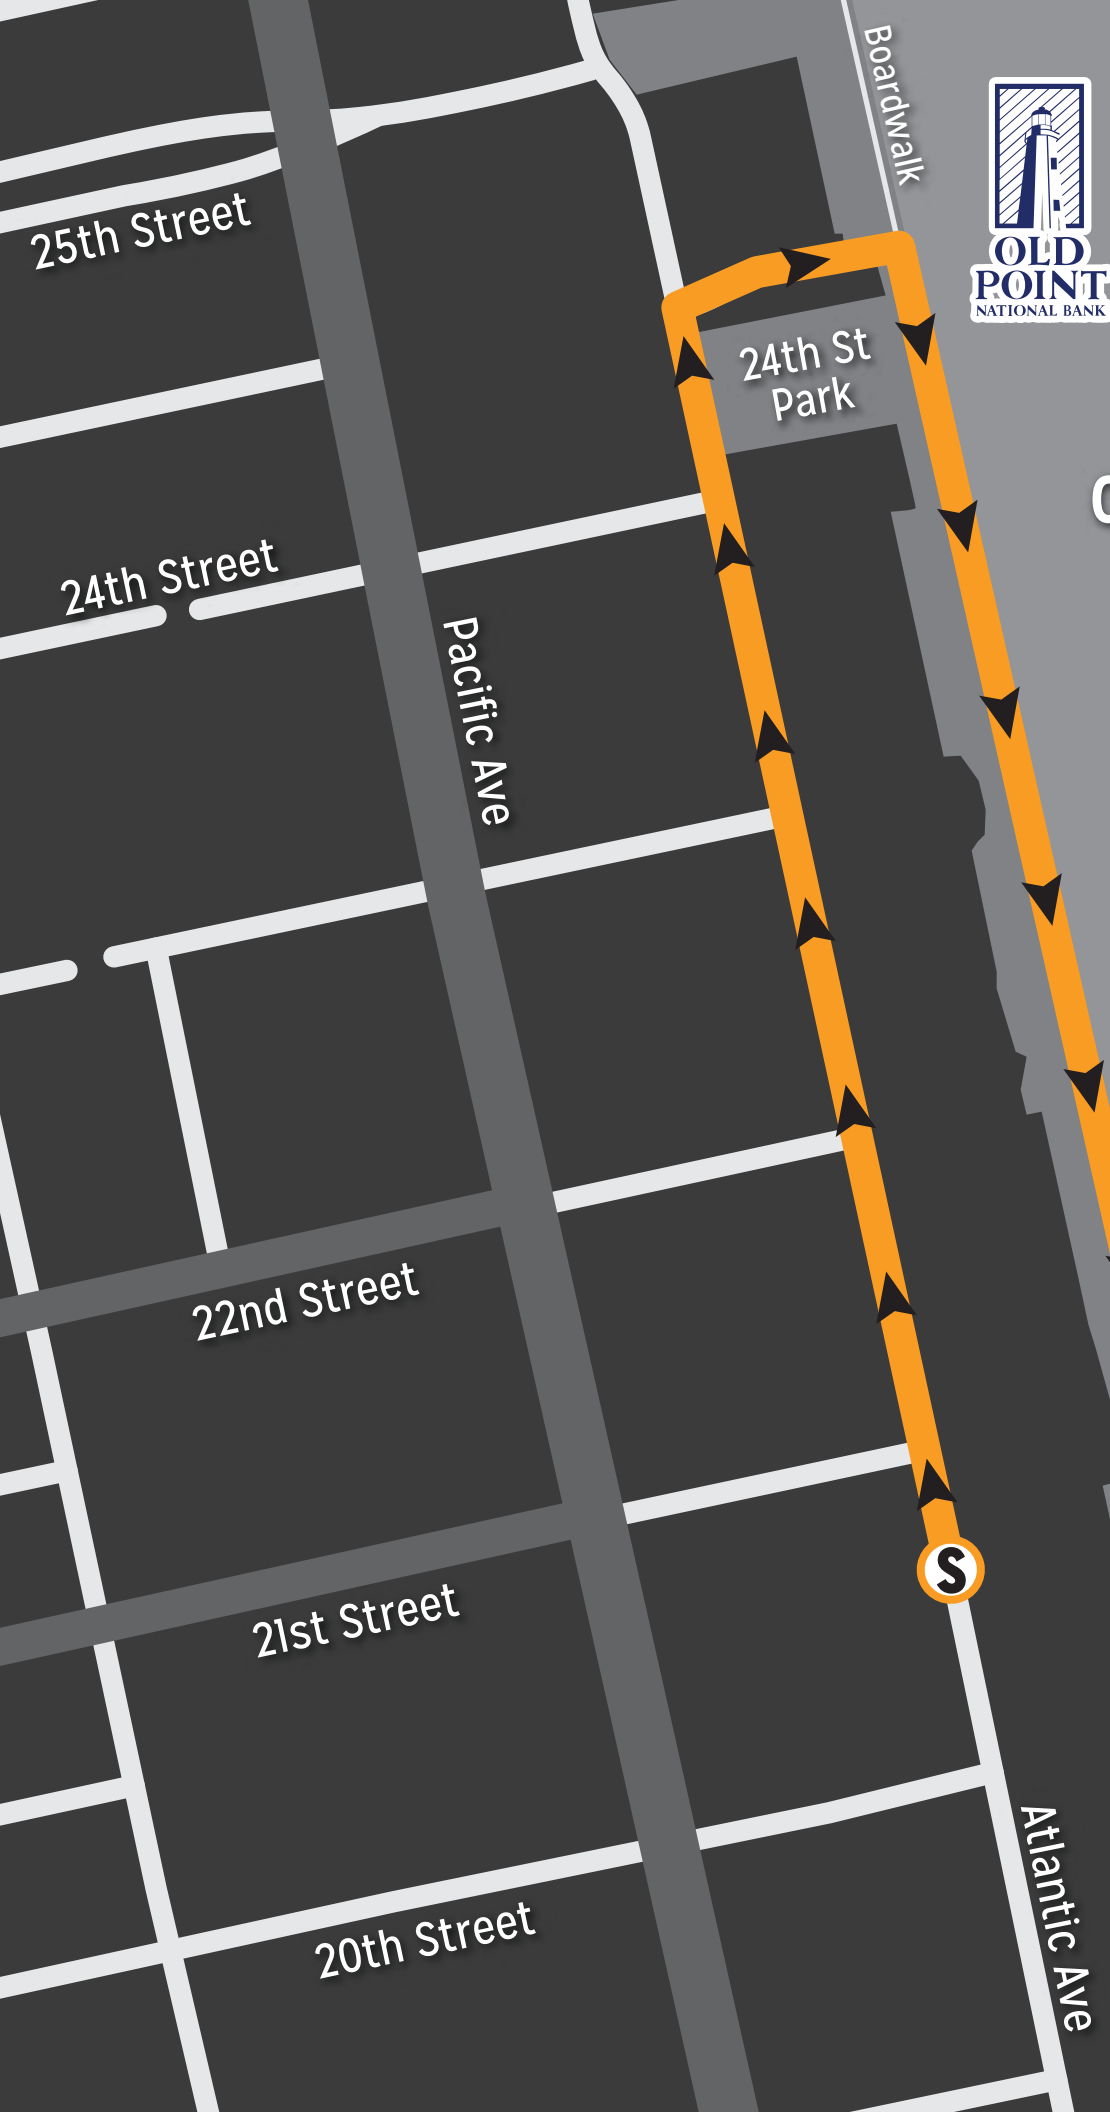 Boardwalk
OLD
POINT
NATIONAL BANK
25th Street
24th St
Park
24th Street
Pacific Ave
22nd Street
S
21st Street
Atlantic Ave
20th Street